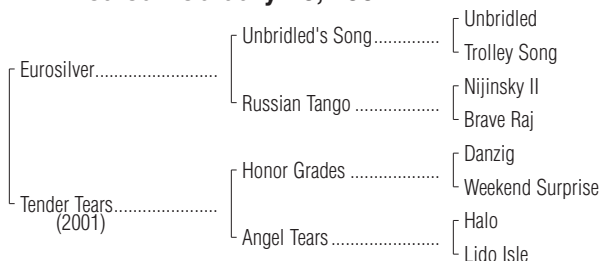 Unbridled
Unbridled's Song
Trolley Song
Eurosilver
Nijinsky II
Russian Tango
Brave Raj
Danzig
Honor Grades
Weekend Surprise
Tender Tears
(2001)
Halo
Angel Tears
Lido Isle